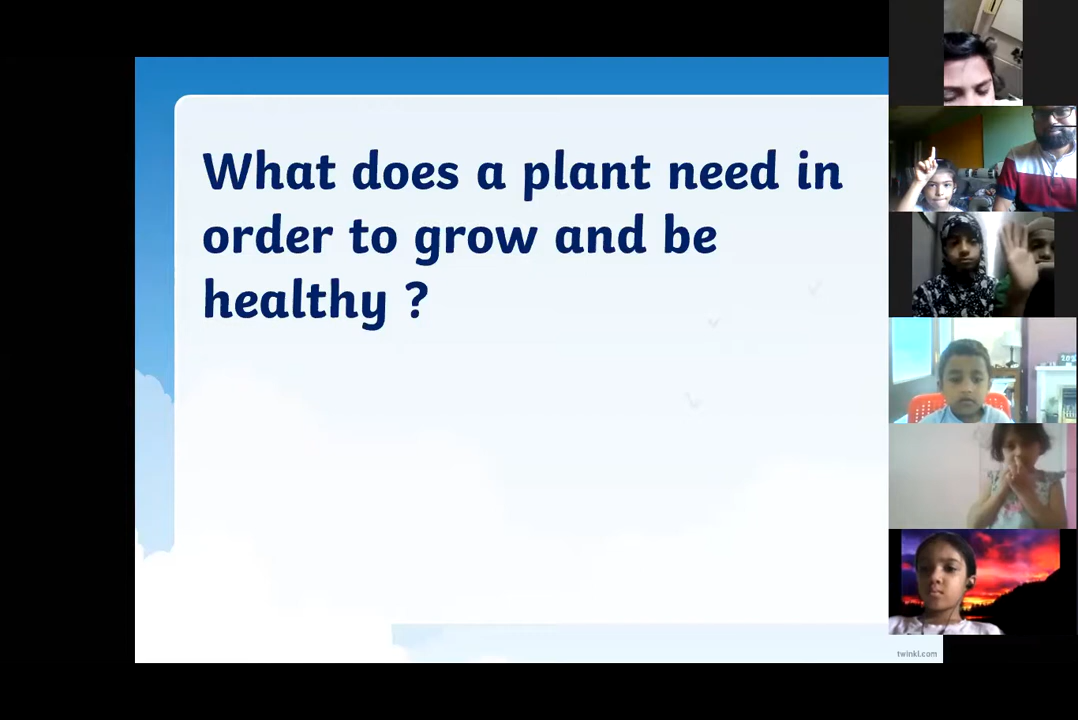 What does a plant need in
order to grow and be
healthy ?
twinkl.com